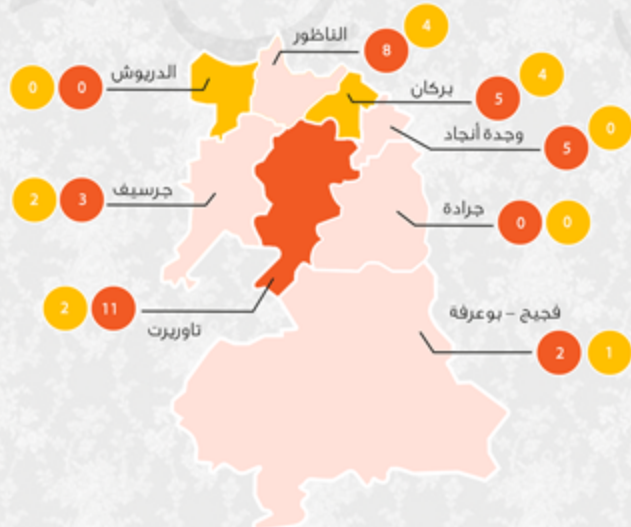 4
الناظور 8
0 0 الدريوش
4
بركان 5
0
وجدة أنجاد 5
2 3 جرسيف
جرادة 0 0
2 11
تاوريرت
فجيج - بوعرفة
2 1